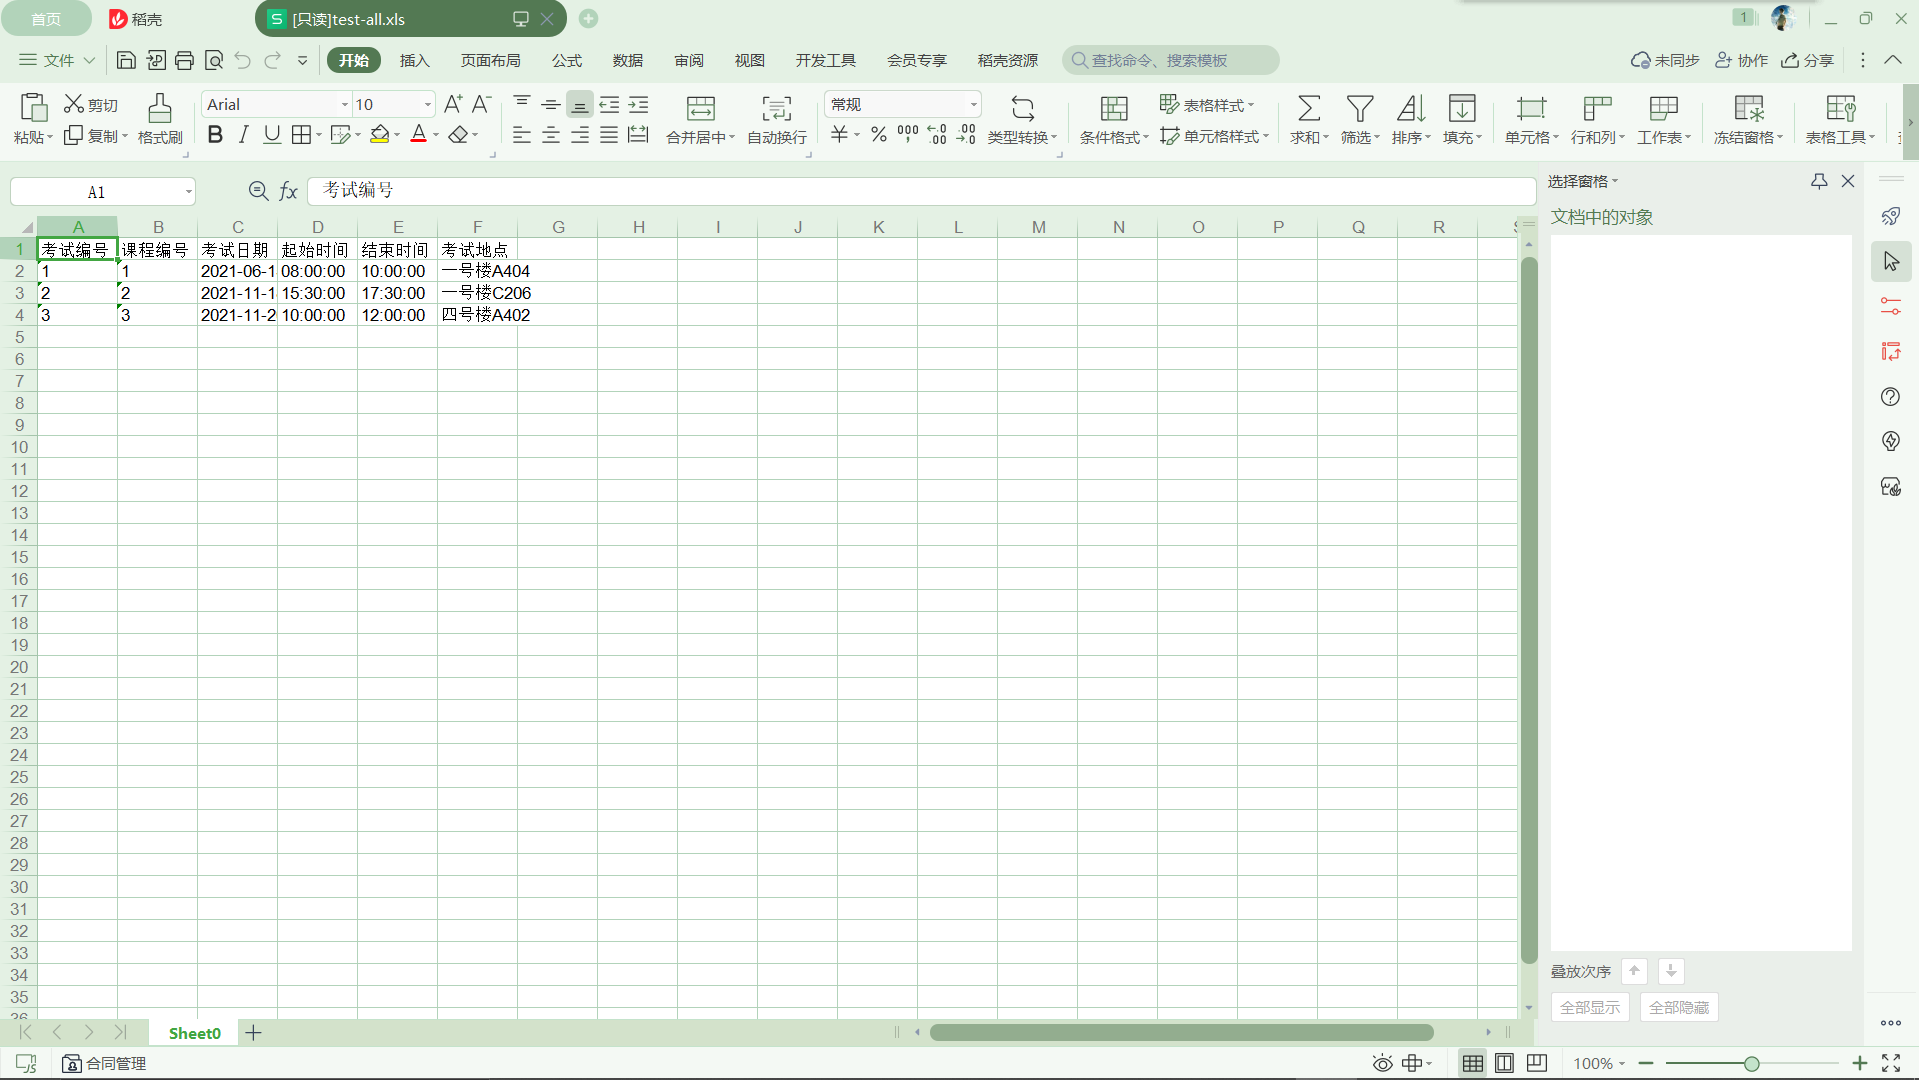 首页
稻壳
S [只读]test-all.xls
1
文件
开始
插入
页面布局
公式
数据
审阅
视图
开发工具
会员专享
稻壳资源
查找命令、搜索模板
未同步
协作
分享
粘贴
剪切
复制
格式刷
Arial
10
A+ A-
B I U A
合并居中
自动换行
常规
¥ % 000 ←.0 .00 .00 →.0
类型转换
条件格式
表格样式
单元格样式
求和
筛选
排序
填充
单元格
行和列
工作表
冻结窗格
表格工具
A1
fx 考试编号
A B C D E F G H I J K L M N O P Q R
1 考试编号 课程编号 考试日期 起始时间 结束时间 考试地点
2 1 1 2021-06-1 08:00:00 10:00:00 一号楼A404
3 2 2 2021-11-1 15:30:00 17:30:00 一号楼C206
4 3 3 2021-11-2 10:00:00 12:00:00 四号楼A402
5
6
7
8
9
10
11
12
13
14
15
16
17
18
19
20
21
22
23
24
25
26
27
28
29
30
31
32
33
34
35
36
选择窗格
文档中的对象
叠放次序
全部显示
全部隐藏
Sheet0
合同管理
100%